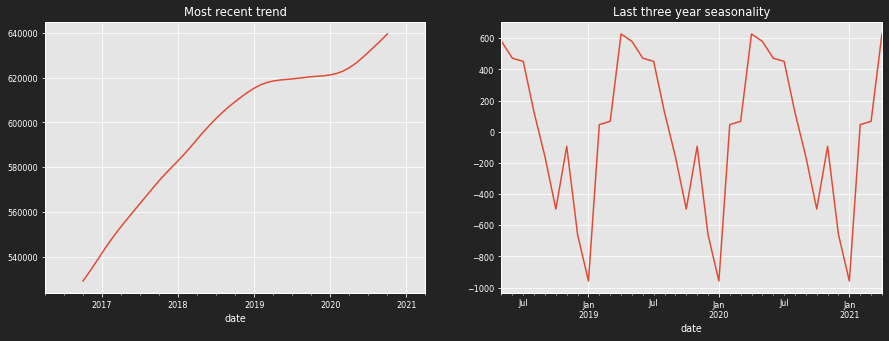 Most recent trend
640000
620000
600000
580000
560000
540000
2017 2018 2019 2020 2021
date
Last three year seasonality
600
400
200
0
−200
−400
−600
−800
−1000
Jul Jan Jul Jan Jul Jan
2019 2020 2021
date